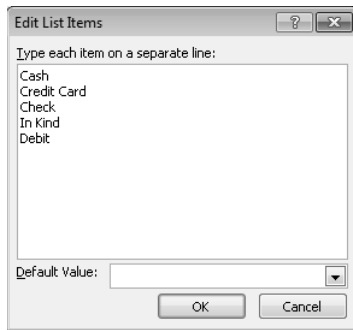 Edit List Items
Type each item on a separate line:
Cash
Credit Card
Check
In Kind
Debit
Default Value:
OK
Cancel